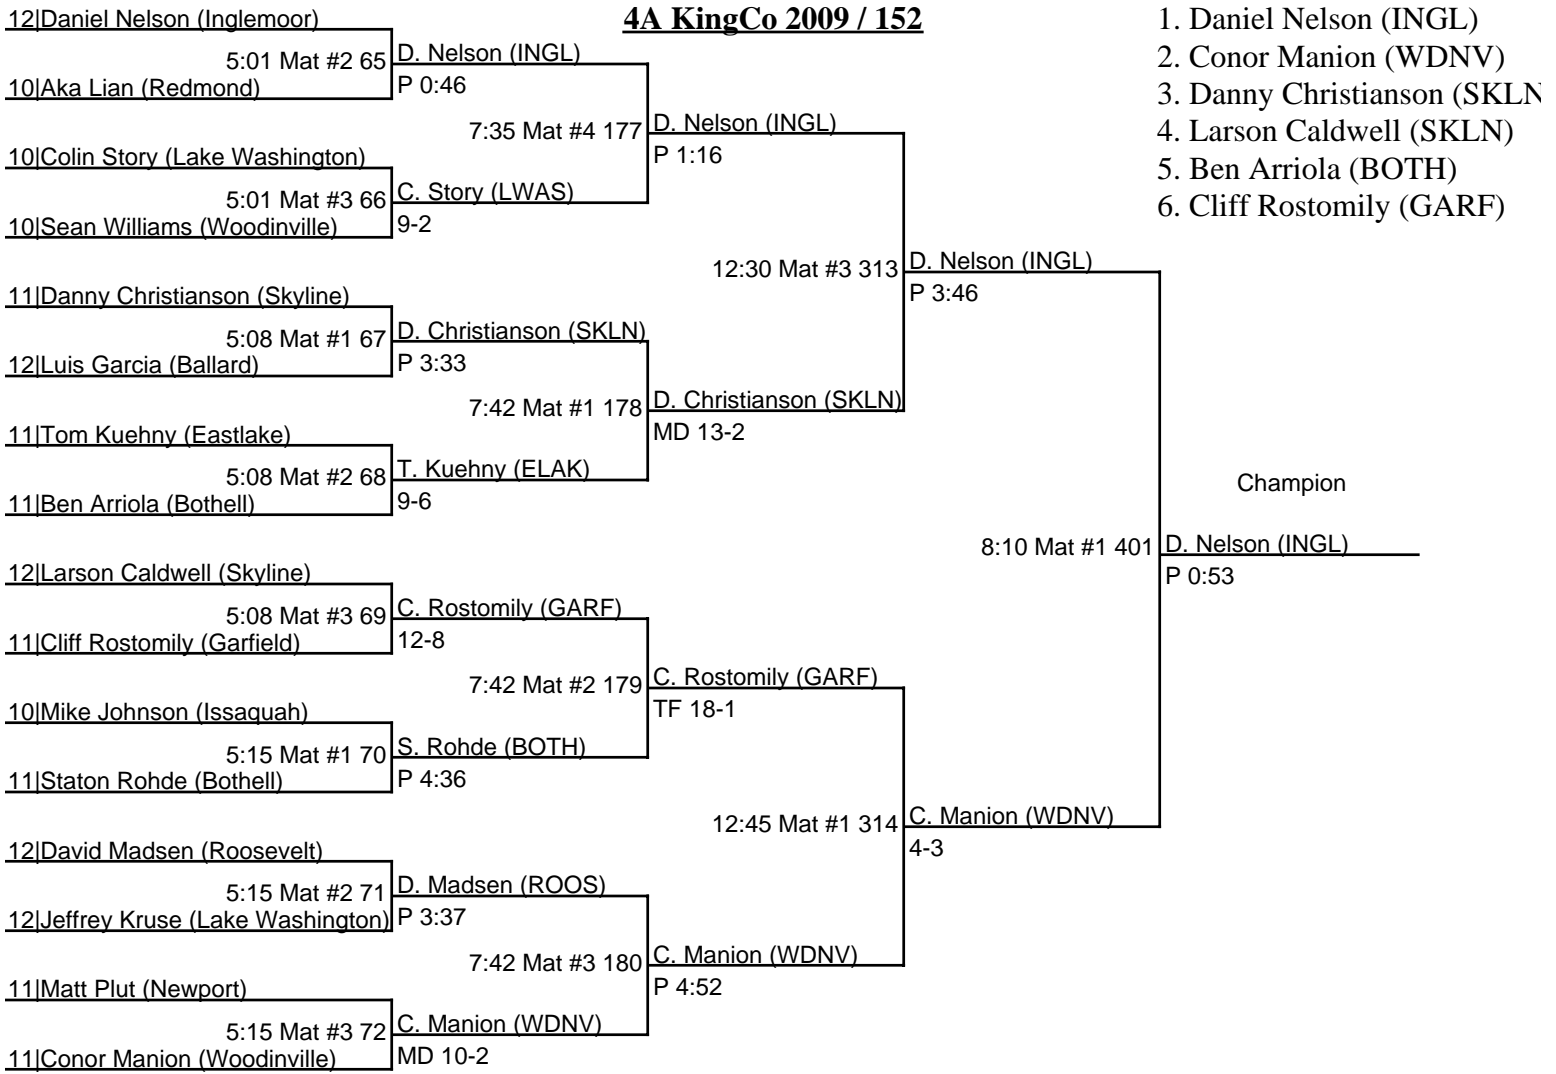 4A KingCo 2009 / 152
1. Daniel Nelson (INGL)
2. Conor Manion (WDNV)
3. Danny Christianson (SKLN
4. Larson Caldwell (SKLN)
5. Ben Arriola (BOTH)
6. Cliff Rostomily (GARF)
12|Daniel Nelson (Inglemoor)
5:01 Mat #2 65
10|Aka Lian (Redmond)
D. Nelson (INGL)
P 0:46
7:35 Mat #4 177
10|Colin Story (Lake Washington)
5:01 Mat #3 66
10|Sean Williams (Woodinville)
C. Story (LWAS)
9-2
D. Nelson (INGL)
P 1:16
12:30 Mat #3 313
11|Danny Christianson (Skyline)
5:08 Mat #1 67
12|Luis Garcia (Ballard)
D. Christianson (SKLN)
P 3:33
7:42 Mat #1 178
11|Tom Kuehny (Eastlake)
5:08 Mat #2 68
11|Ben Arriola (Bothell)
T. Kuehny (ELAK)
9-6
D. Christianson (SKLN)
MD 13-2
D. Nelson (INGL)
P 3:46
8:10 Mat #1 401
12|Larson Caldwell (Skyline)
5:08 Mat #3 69
11|Cliff Rostomily (Garfield)
C. Rostomily (GARF)
12-8
7:42 Mat #2 179
10|Mike Johnson (Issaquah)
5:15 Mat #1 70
11|Staton Rohde (Bothell)
S. Rohde (BOTH)
P 4:36
C. Rostomily (GARF)
TF 18-1
12:45 Mat #1 314
12|David Madsen (Roosevelt)
5:15 Mat #2 71
12|Jeffrey Kruse (Lake Washington)
D. Madsen (ROOS)
P 3:37
7:42 Mat #3 180
11|Matt Plut (Newport)
5:15 Mat #3 72
11|Conor Manion (Woodinville)
C. Manion (WDNV)
MD 10-2
C. Manion (WDNV)
P 4:52
C. Manion (WDNV)
4-3
Champion
D. Nelson (INGL)
P 0:53